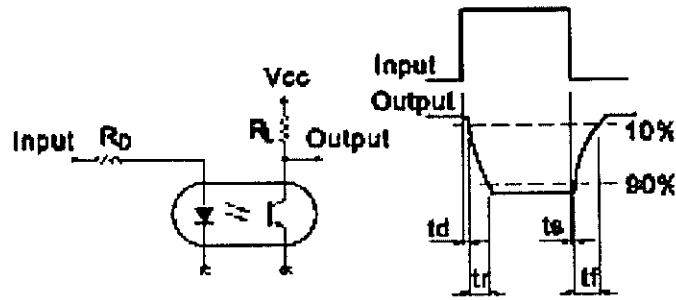 Vcc
Input
RD
RL
Output
Input
Output
10%
90%
td
ts
tr
tf